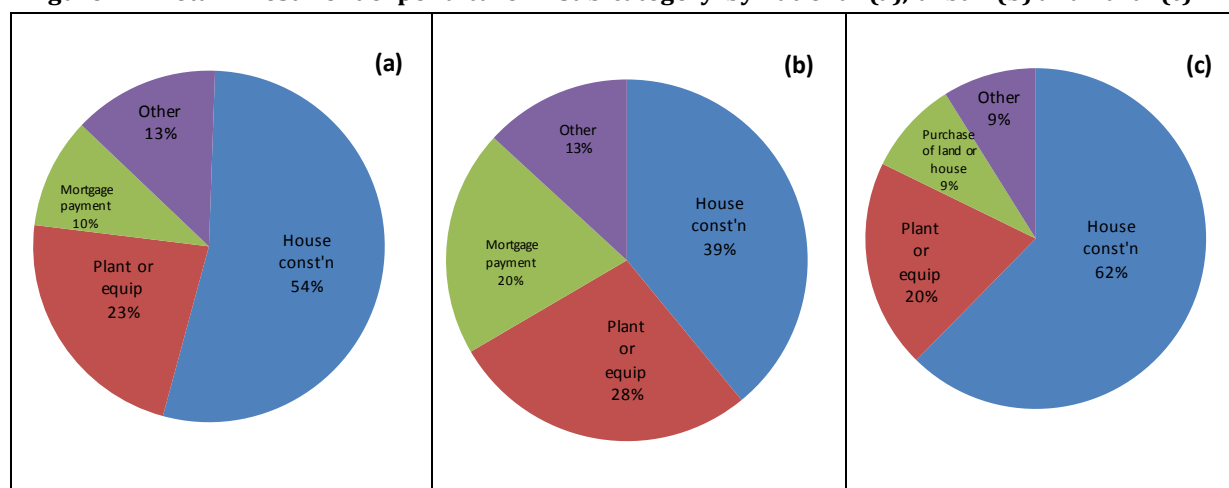 (a)
Other
13%
Mortgage
payment
10%
Plant or
equip
23%
House
const'n
54%
(b)
Other
13%
Mortgage
payment
20%
Plant
or
equip
28%
House
const'n
39%
(c)
Other
9%
Purchase
of land or
house
9%
Plant
or
equip
20%
House
const'n
62%